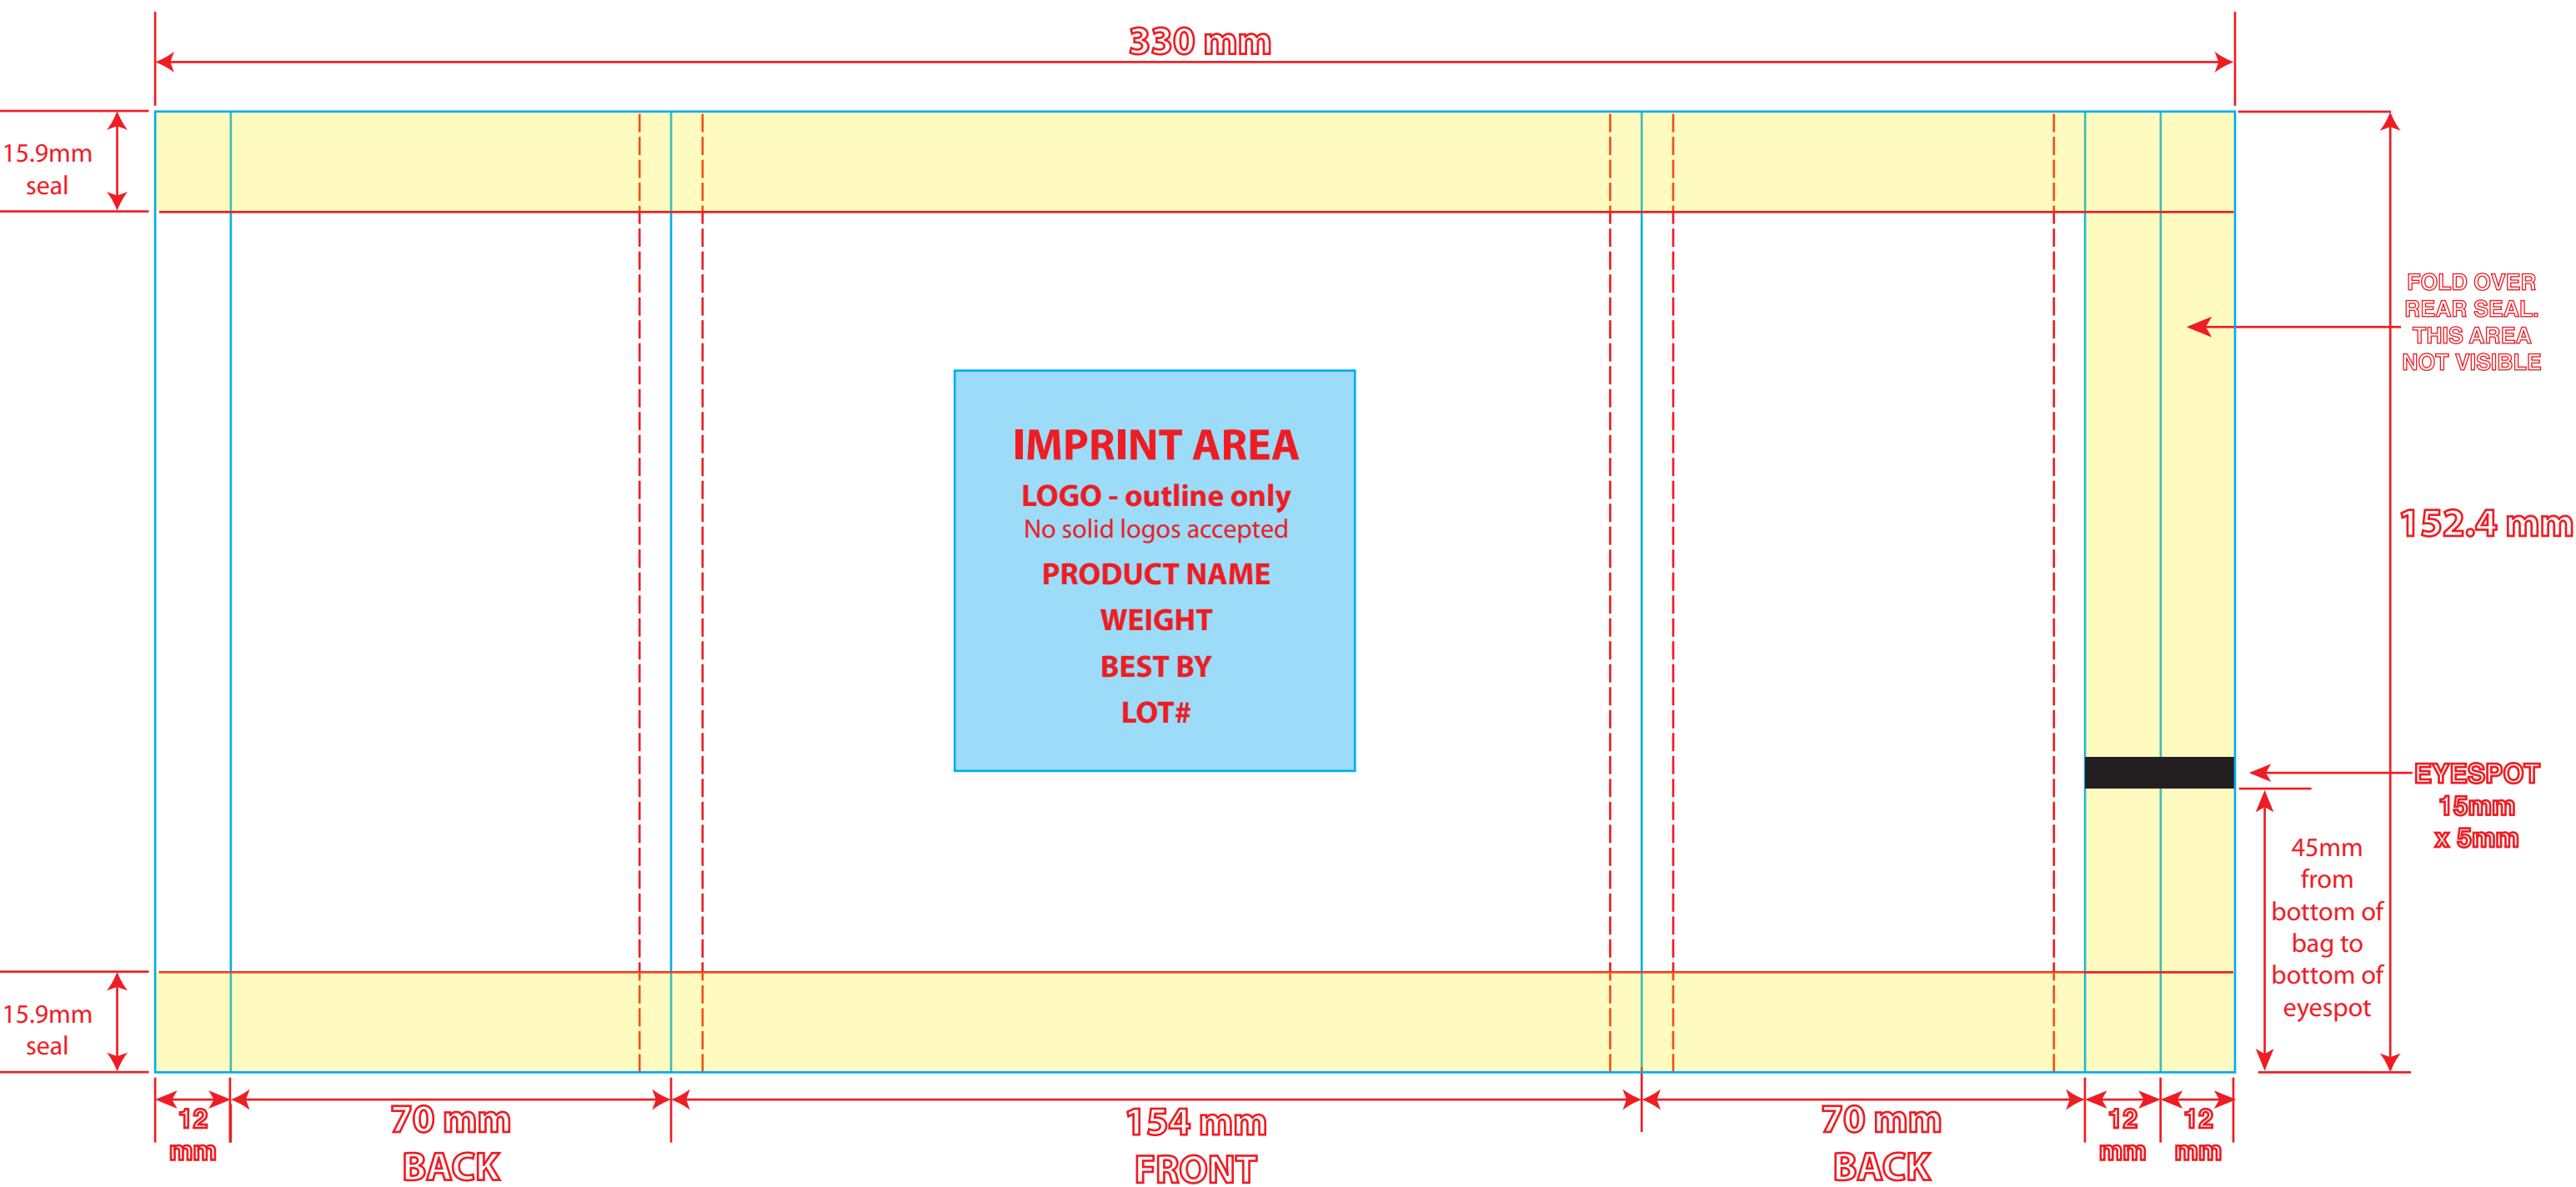 330 mm
15.9mm
seal
FOLD OVER
REAR SEAL.
THIS AREA
NOT VISIBLE
IMPRINT AREA
LOGO - outline only
No solid logos accepted
PRODUCT NAME
WEIGHT
BEST BY
LOT#
152.4 mm
EYESPOT
15mm
x 5mm
45mm
from
bottom of
bag to
bottom of
eyespot
15.9mm
seal
12
mm
70 mm
BACK
154 mm
FRONT
70 mm
BACK
12
mm
12
mm